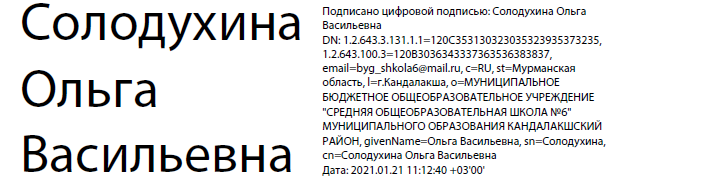 Солодухина
Ольга
Васильевна
Подписано цифровой подписью: Солодухина Ольга
Васильевна
DN: 1.2.643.3.131.1.1=120C353130323035323935373235,
1.2.643.100.3=120B3036343337363536383837,
email=byg_shkola6@mail.ru, c=RU, st=Мурманская
область, l=г.Кандалакша, o=МУНИЦИПАЛЬНОЕ
БЮДЖЕТНОЕ ОБЩЕОБРАЗОВАТЕЛЬНОЕ УЧРЕЖДЕНИЕ
"СРЕДНЯЯ ОБЩЕОБРАЗОВАТЕЛЬНАЯ ШКОЛА №6"
МУНИЦИПАЛЬНОГО ОБРАЗОВАНИЯ КАНДАЛАКШСКИЙ
РАЙОН, givenName=Ольга Васильевна, sn=Солодухина,
cn=Солодухина Ольга Васильевна
Дата: 2021.01.21 11:12:40 +03'00'